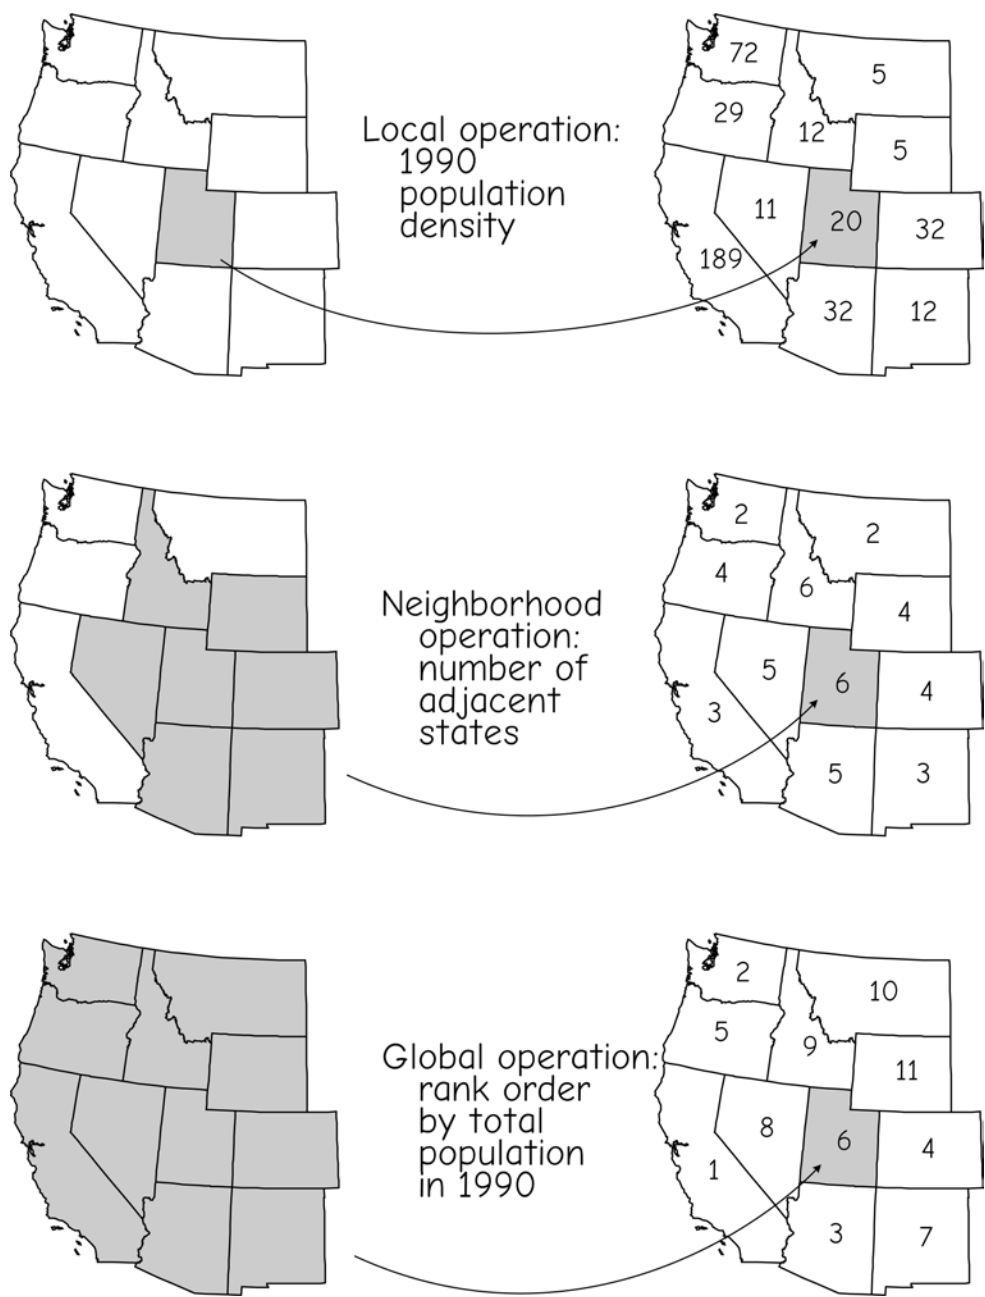 72
5
29
12
Local operation:
1990
population
density
5
11
20
32
189
32
12
2
2
4
6
Neighborhood
operation:
number of
adjacent
states
4
5
6
4
3
5
3
2
10
5
9
Global operation:
rank order
by total
population
in 1990
11
8
6
4
1
3
7